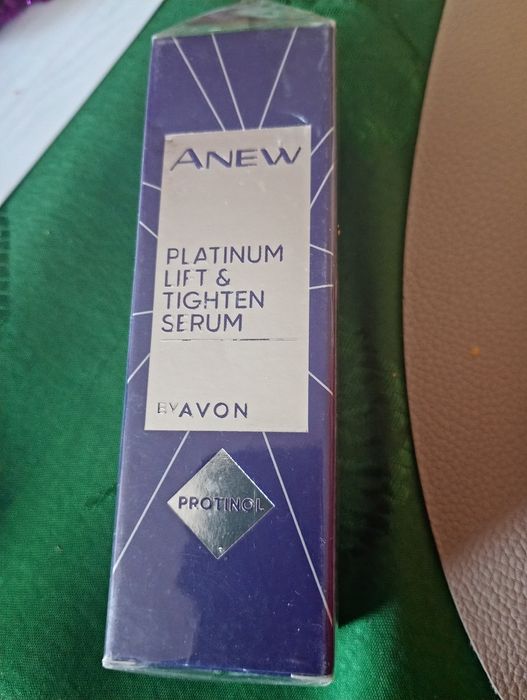 ANEW
PLATINUM
LIFT &
TIGHTEN
SERUM
BY AVON
PROTINOL